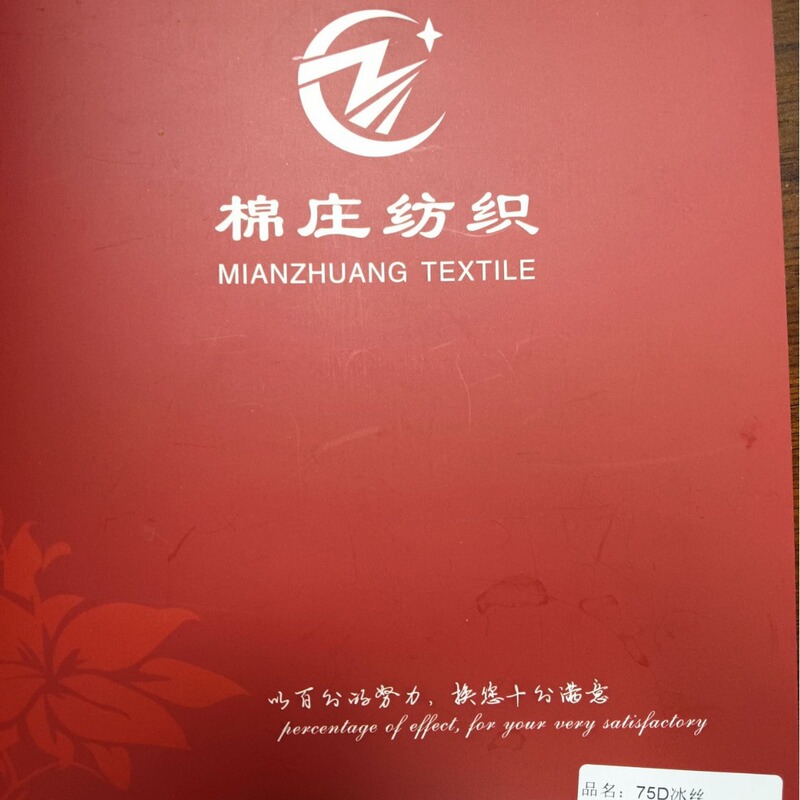 棉庄纺织
MIANZHUANG TEXTILE
以百分的努力，换您十分满意
percentage of effect, for your very satisfactory
品名：75D冰丝